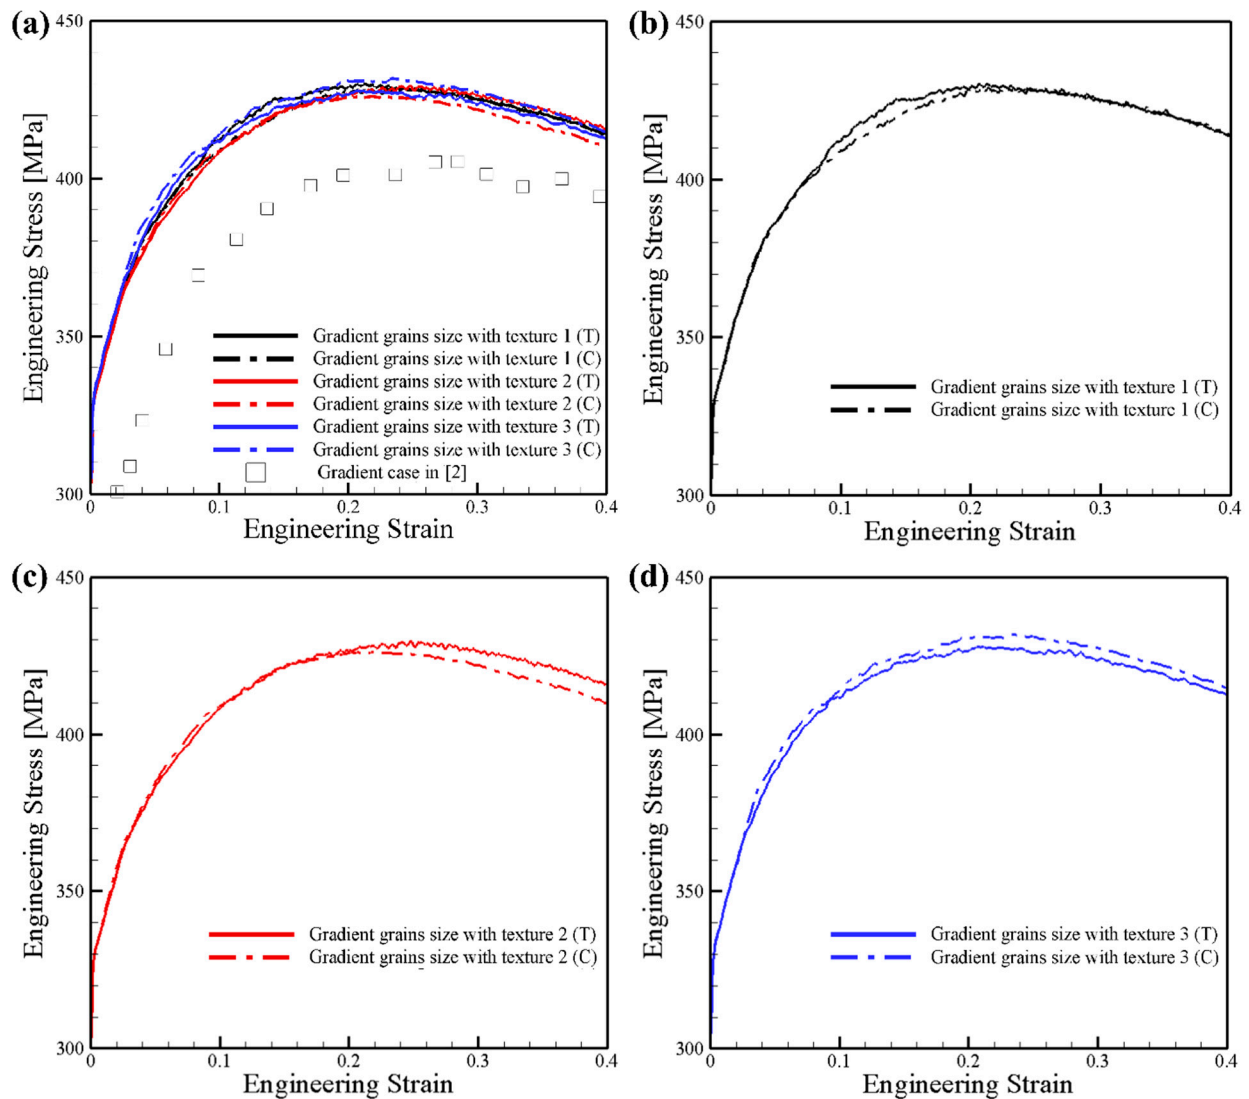 (a)
450
400
350
300
Engineering Stress [MPa]
Gradient grains size with texture 1 (T)
Gradient grains size with texture 1 (C)
Gradient grains size with texture 2 (T)
Gradient grains size with texture 2 (C)
Gradient grains size with texture 3 (T)
Gradient grains size with texture 3 (C)
Gradient case in [2]
0 0.1 0.2 0.3 0.4
Engineering Strain
(b)
450
400
350
300
Engineering Stress [MPa]
Gradient grains size with texture 1 (T)
Gradient grains size with texture 1 (C)
0 0.1 0.2 0.3 0.4
Engineering Strain
(c)
450
400
350
300
Engineering Stress [MPa]
Gradient grains size with texture 2 (T)
Gradient grains size with texture 2 (C)
0 0.1 0.2 0.3 0.4
Engineering Strain
(d)
450
400
350
300
Engineering Stress [MPa]
Gradient grains size with texture 3 (T)
Gradient grains size with texture 3 (C)
0 0.1 0.2 0.3 0.4
Engineering Strain